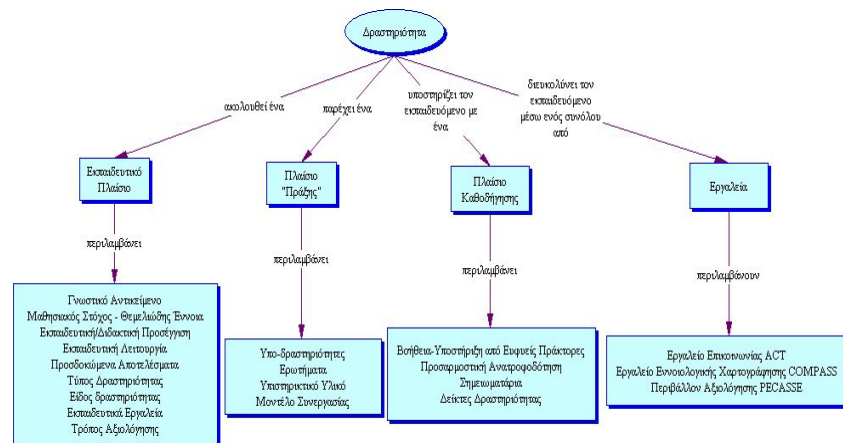 Δραστηριότητα
ακολουθεί ένα
παρέχει ένα
υποστηρίζει τον
εκπαιδευόμενο με
ένα
διευκολύνει τον
εκπαιδευόμενο
μέσω ενός συνόλου
από
Εκπαιδευτικό
Πλαίσιο
Πλαίσιο
"Πράξης"
Πλαίσιο
Καθοδήγησης
Εργαλεία
περιλαμβάνει
περιλαμβάνει
περιλαμβάνει
περιλαμβάνουν
Γνωστικό Αντικείμενο
Μαθησιακός Στόχος - Θεμελιώδης Έννοια
Εκπαιδευτική/Διδακτική Προσέγγιση
Εκπαιδευτική Λειτουργία
Προσδοκώμενα Αποτελέσματα
Τύπος Δραστηριότητας
Είδος δραστηριότητας
Εκπαιδευτικά Εργαλεία
Τρόπος Αξιολόγησης
Υπο-δραστηριότητες
Ερωτήματα
Υπιστηρικτικό Υλικό
Μοντέλο Συνεργασίας
Βοήθεια-Υποστήριξη από Ευφυείς Πράκτορες
Προσαρμοστική Ανατροφοδότηση
Σημειωματάρια
Δείκτες Δραστηριότητας
Εργαλείο Επικοινωνίας ACT
Εργαλείο Εννοιολογικής Χαρτογράφησης COMPASS
Περιβάλλον Αξιολόγησης PECASSE